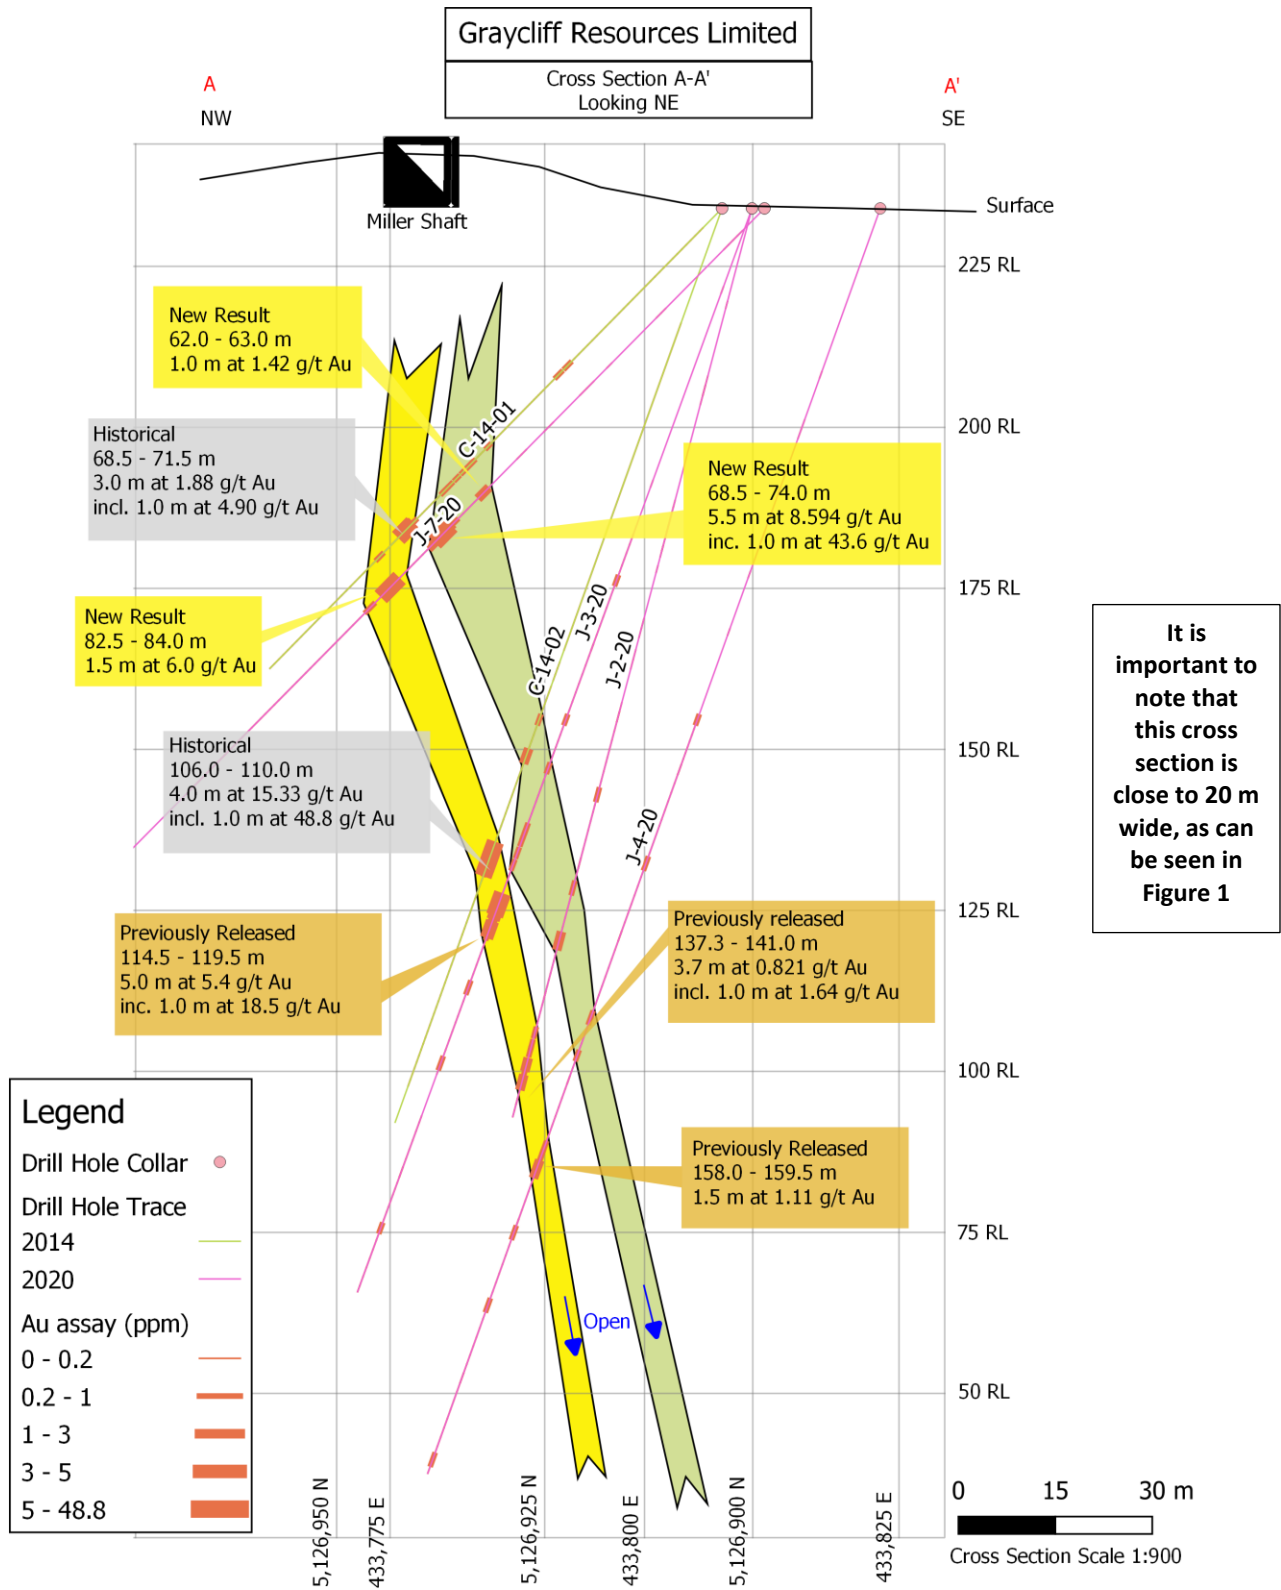 Graycliff Resources Limited
Cross Section A-A'
Looking NE
A
NW
A'
SE
Miller Shaft
Surface
225 RL
New Result
62.0 - 63.0 m
1.0 m at 1.42 g/t Au
C-14-01
200 RL
Historical
68.5 - 71.5 m
3.0 m at 1.88 g/t Au
incl. 1.0 m at 4.90 g/t Au
New Result
68.5 - 74.0 m
5.5 m at 8.594 g/t Au
inc. 1.0 m at 43.6 g/t Au
J-7-20
175 RL
New Result
82.5 - 84.0 m
1.5 m at 6.0 g/t Au
J-3-20
C-14-02
J-2-20
It is
important to
note that
this cross
section is
close to 20 m
wide, as can
be seen in
Figure 1
150 RL
Historical
106.0 - 110.0 m
4.0 m at 15.33 g/t Au
incl. 1.0 m at 48.8 g/t Au
J-4-20
125 RL
Previously Released
114.5 - 119.5 m
5.0 m at 5.4 g/t Au
inc. 1.0 m at 18.5 g/t Au
Previously released
137.3 - 141.0 m
3.7 m at 0.821 g/t Au
incl. 1.0 m at 1.64 g/t Au
100 RL
Previously Released
158.0 - 159.5 m
1.5 m at 1.11 g/t Au
75 RL
Open
50 RL
Legend
Drill Hole Collar
Drill Hole Trace
2014
2020
Au assay (ppm)
0 - 0.2
0.2 - 1
1 - 3
3 - 5
5 - 48.8
5,126,950 N
433,775 E
5,126,925 N
433,800 E
5,126,900 N
433,825 E
0 15 30 m
Cross Section Scale 1:900